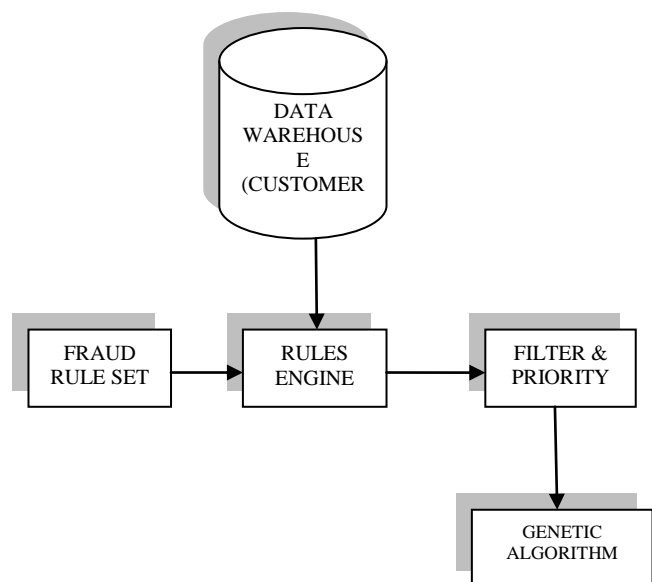 DATA
WAREHOUS
E
(CUSTOMER
FRAUD
RULE SET
RULES
ENGINE
FILTER &
PRIORITY
GENETIC
ALGORITHM